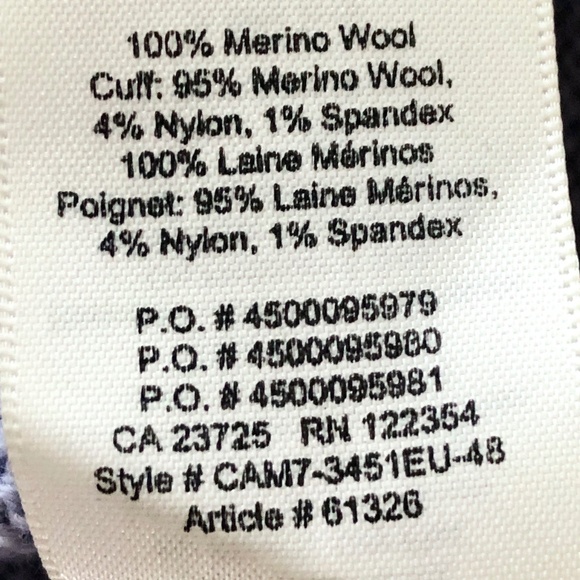 100% Merino Wool
Cuff: 95% Merino Wool,
4% Nylon, 1% Spandex
100% Laine Mérinos
Poignet: 95% Laine Mérinos,
4% Nylon, 1% Spandex
P.O. # 4500095979
P.O. # 4500095980
P.O. # 4500095981
CA 23725 RN 122354
Style # CAM7-3451EU-48
Article # 61326